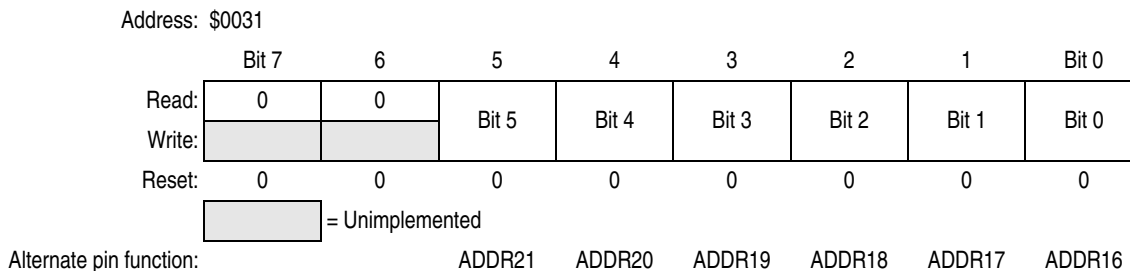 Address: $0031
Bit 7 6 5 4 3 2 1 Bit 0
Read: 0 0 Bit 5 Bit 4 Bit 3 Bit 2 Bit 1 Bit 0
Write:
Reset: 0 0 0 0 0 0 0 0
= Unimplemented
Alternate pin function: ADDR21 ADDR20 ADDR19 ADDR18 ADDR17 ADDR16